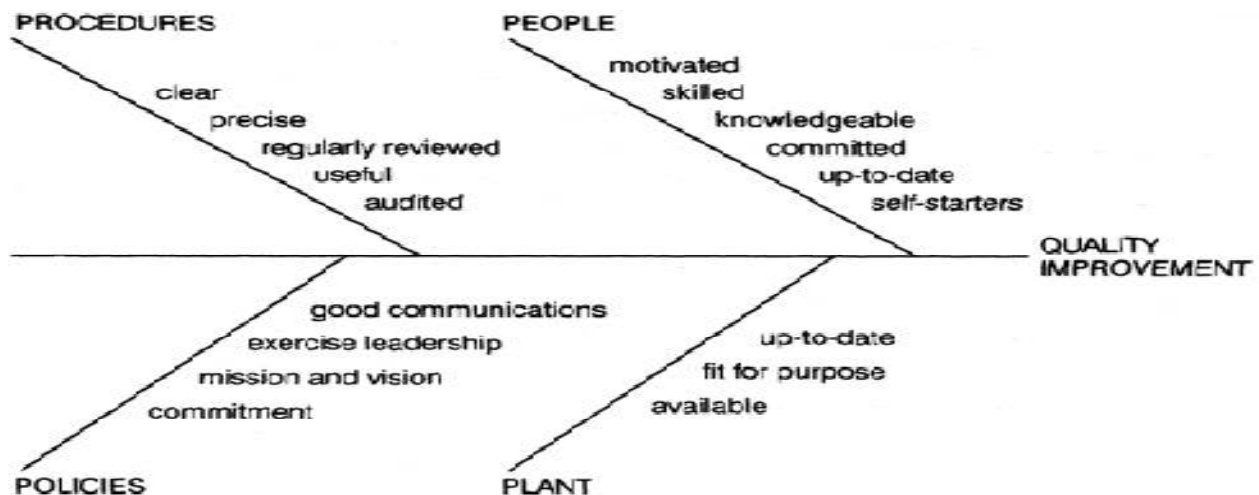 PROCEDURES
clear
precise
regularly reviewed
useful
audited
PEOPLE
motivated
skilled
knowledgeable
committed
up-to-date
self-starters
QUALITY
IMPROVEMENT
good communications
exercise leadership
mission and vision
commitment
POLICIES
up-to-date
fit for purpose
available
PLANT